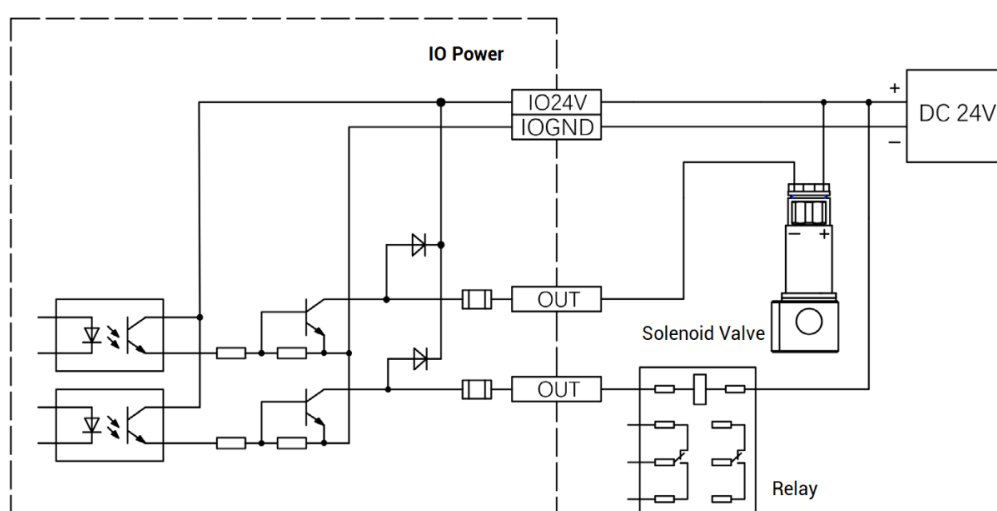 IO Power
IO24V
IOGND
+
DC 24V
−
− +
OUT
Solenoid Valve
OUT
Relay